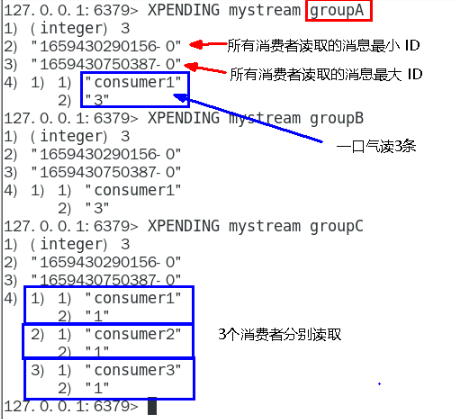 127.0.0.1:6379> XPENDING mystream groupA
1) (integer) 3
2) "1659430290156-0" 所有消费者读取的消息最小 ID
3) "1659430750387-0" 所有消费者读取的消息最大 ID
4) 1) 1) "consumer1"
2) "3"
127.0.0.1:6379> XPENDING mystream groupB
1) (integer) 3
2) "1659430290156-0" 一口气读3条
3) "1659430750387-0"
4) 1) 1) "consumer1"
2) "3"
127.0.0.1:6379> XPENDING mystream groupC
1) (integer) 3
2) "1659430290156-0"
3) "1659430750387-0"
4) 1) 1) "consumer1"
2) "1"
2) 1) "consumer2" 3个消费者分别读取
2) "1"
3) 1) "consumer3"
2) "1"
127.0.0.1:6379>